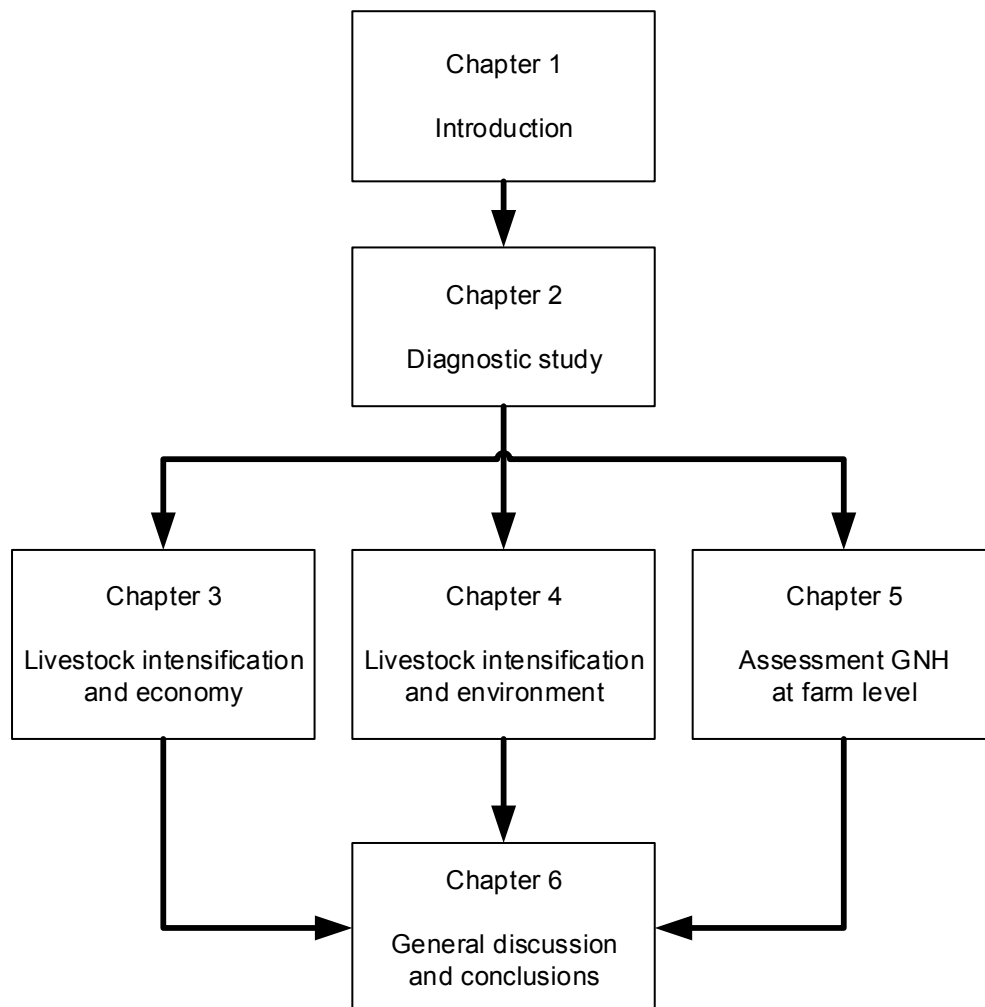 Chapter 1
Introduction
Chapter 2
Diagnostic study
Chapter 3
Livestock intensification
and economy
Chapter 4
Livestock intensification
and environment
Chapter 5
Assessment GNH
at farm level
Chapter 6
General discussion
and conclusions